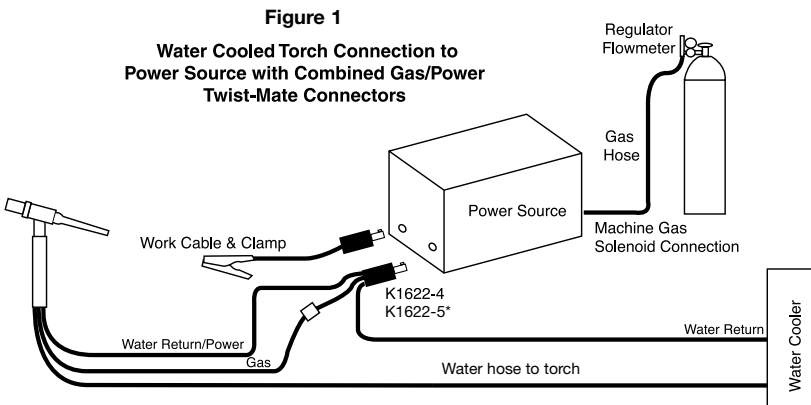 Figure 1
Water Cooled Torch Connection to
Power Source with Combined Gas/Power
Twist-Mate Connectors
Regulator
Flowmeter
Gas
Hose
Power Source
Machine Gas
Solenoid Connection
Work Cable & Clamp
K1622-4
K1622-5*
Water Return/Power
Gas
Water Return
Water hose to torch
Water Cooler